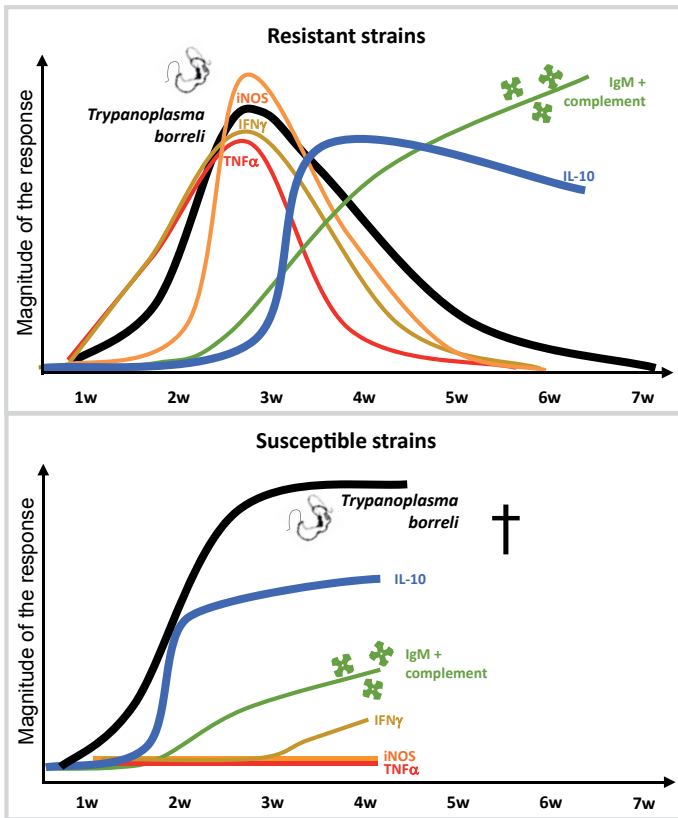 Resistant strains
Magnitude of the response
Trypanoplasma
borreli
iNOS
IFNγ
TNFα
IgM +
complement
IL-10
1w 2w 3w 4w 5w 6w 7w
Susceptible strains
Magnitude of the response
Trypanoplasma
borreli
IL-10
IgM +
complement
IFNγ
iNOS
TNFα
1w 2w 3w 4w 5w 6w 7w